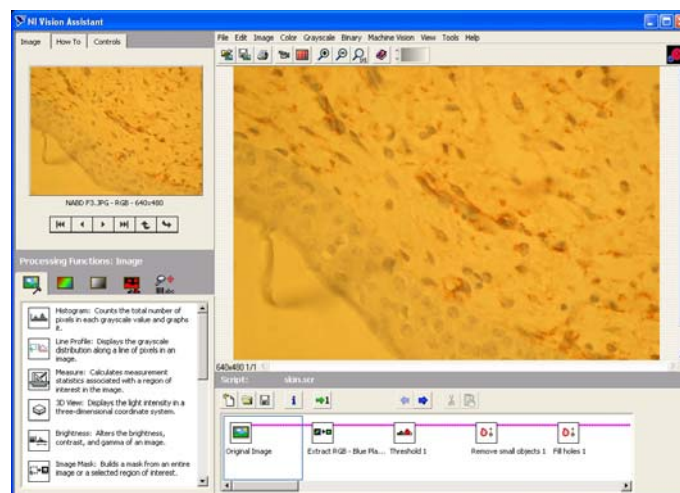 NI Vision Assistant
Image How To Controls
File Edit Image Color Grayscale Binary Machine Vision View Tools Help
NABD P3.JPG - RGB - 640x480
Processing Functions: Image
Histogram: Counts the total number of
pixels in each grayscale value and graphs
it.
Line Profile: Displays the grayscale
distribution along a line of pixels in an
image.
Measure: Calculates measurement
statistics associated with a region of
interest in the image.
3D View: Displays the light intensity in a
three-dimensional coordinate system.
Brightness: Alters the brightness,
contrast, and gamma of an image.
Image Mask: Builds a mask from an entire
image or a selected region of interest.
640x480 1/1
Script: skin.scr
Original Image Extract RGB - Blue Pla... Threshold 1 Remove small objects 1 Fill holes 1